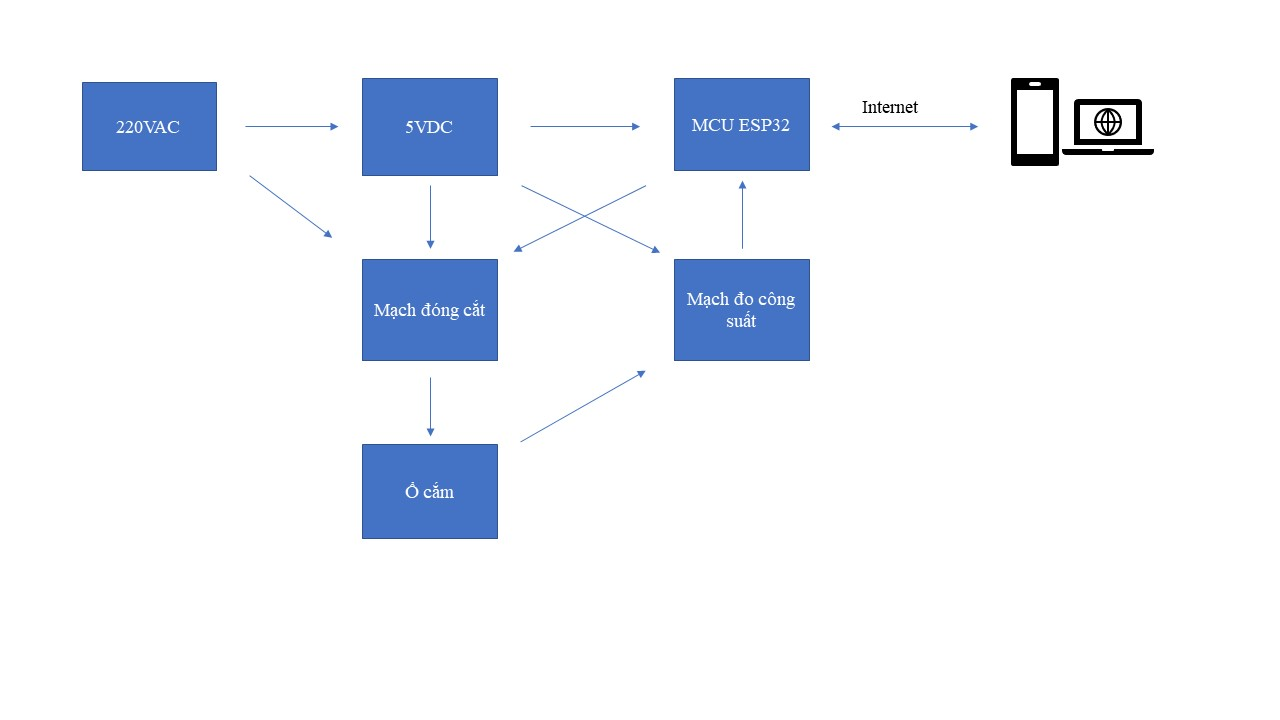 220VAC
5VDC
MCU ESP32
Internet
Mạch đóng cắt
Mạch đo công
suất
Ổ cắm